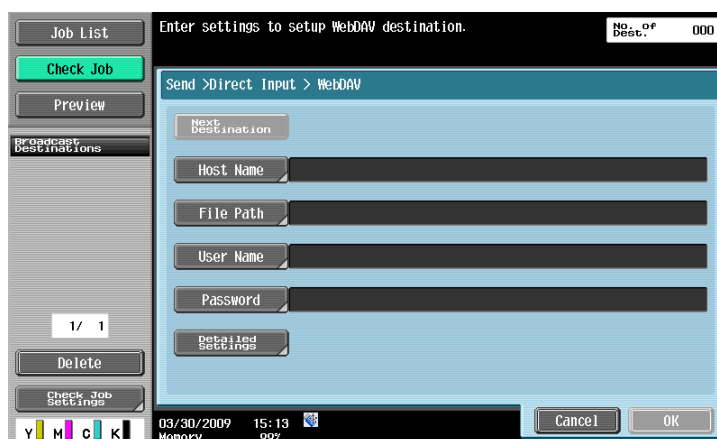 Job List
Check Job
Preview
Broadcast
Destinations
1/ 1
Delete
Check Job
Settings
Y M C K
Enter settings to setup WebDAV destination.
No. of
Dest.
000
Send >Direct Input > WebDAV
Next
Destination
Host Name
File Path
User Name
Password
Detailed
Settings
03/30/2009 15:13
Memory 99%
Cancel
OK